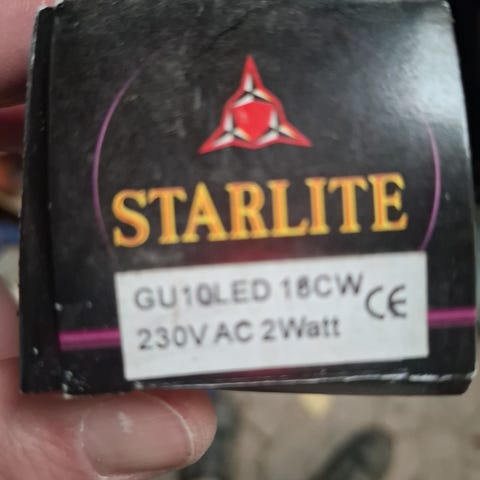 STARLITE
GU10LED 18CW CE
230V AC 2Watt